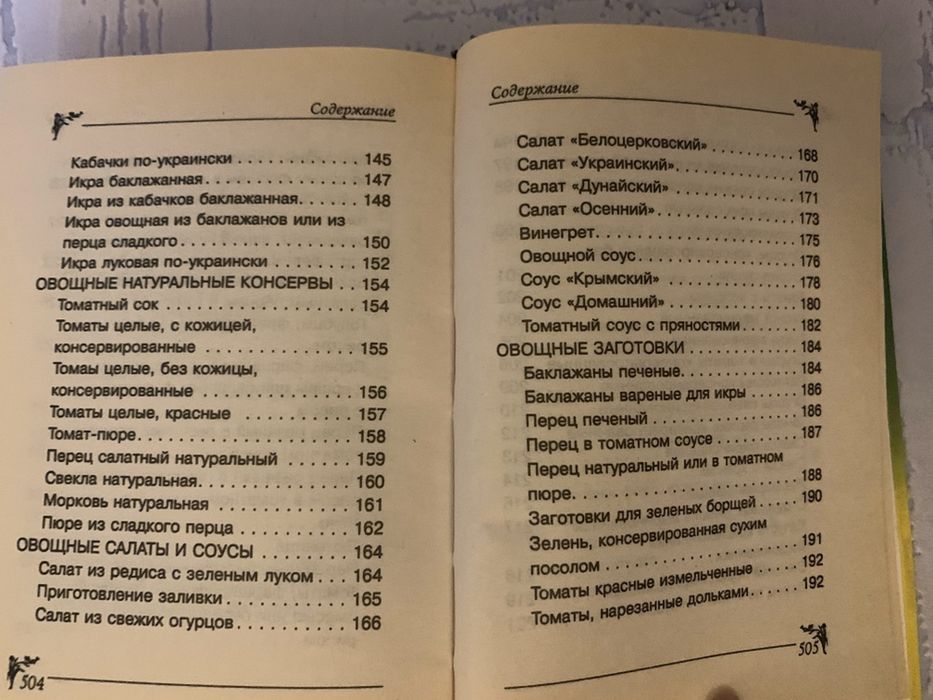 Содержание
Кабачки по-украински . . . . . . . . . . . . 145
Икра баклажанная. . . . . . . . . . . . . . . 147
Икра из кабачков баклажанная. . . . . . 148
Икра овощная из баклажанов или из
перца сладкого. . . . . . . . . . . . . . . . . 150
Икра луковая по-украински . . . . . . . . 152
ОВОЩНЫЕ НАТУРАЛЬНЫЕ КОНСЕРВЫ . . 154
Томатный сок . . . . . . . . . . . . . . . . . . 154
Томаты целые, с кожицей,
консервированные . . . . . . . . . . . . . . 155
Томаы целые, без кожицы,
консервированные . . . . . . . . . . . . . . 156
Томаты целые, красные . . . . . . . . . . 157
Томат-пюре. . . . . . . . . . . . . . . . . . . . 158
Перец салатный натуральный . . . . . . 159
Свекла натуральная. . . . . . . . . . . . . . 160
Морковь натуральная . . . . . . . . . . . . 161
Пюре из сладкого перца . . . . . . . . . . 162
ОВОЩНЫЕ САЛАТЫ И СОУСЫ . . . . . . . . 164
Салат из редиса с зеленым луком . . . 164
Приготовление заливки . . . . . . . . . . . 165
Салат из свежих огурцов. . . . . . . . . . 166
504
Содержание
Салат «Белоцерковский» . . . . . . . . . 168
Салат «Украинский». . . . . . . . . . . . . 170
Салат «Дунайский» . . . . . . . . . . . . . 171
Салат «Осенний». . . . . . . . . . . . . . . 173
Винегрет. . . . . . . . . . . . . . . . . . . . . 175
Овощной соус. . . . . . . . . . . . . . . . . 176
Соус «Крымский» . . . . . . . . . . . . . . 178
Соус «Домашний» . . . . . . . . . . . . . . 180
Томатный соус с пряностями. . . . . . . 182
ОВОЩНЫЕ ЗАГОТОВКИ . . . . . . . . . . . . 184
Баклажаны печеные. . . . . . . . . . . . . 184
Баклажаны вареные для икры . . . . . . 186
Перец печеный . . . . . . . . . . . . . . . . 186
Перец в томатном соусе . . . . . . . . . . 187
Перец натуральный или в томатном
пюре. . . . . . . . . . . . . . . . . . . . . . . . 188
Заготовки для зеленых борщей . . . . . 190
Зелень, консервированная сухим
посолом . . . . . . . . . . . . . . . . . . . . . 191
Томаты красные измельченные . . . . . 192
Томаты, нарезанные дольками. . . . . . 192
505